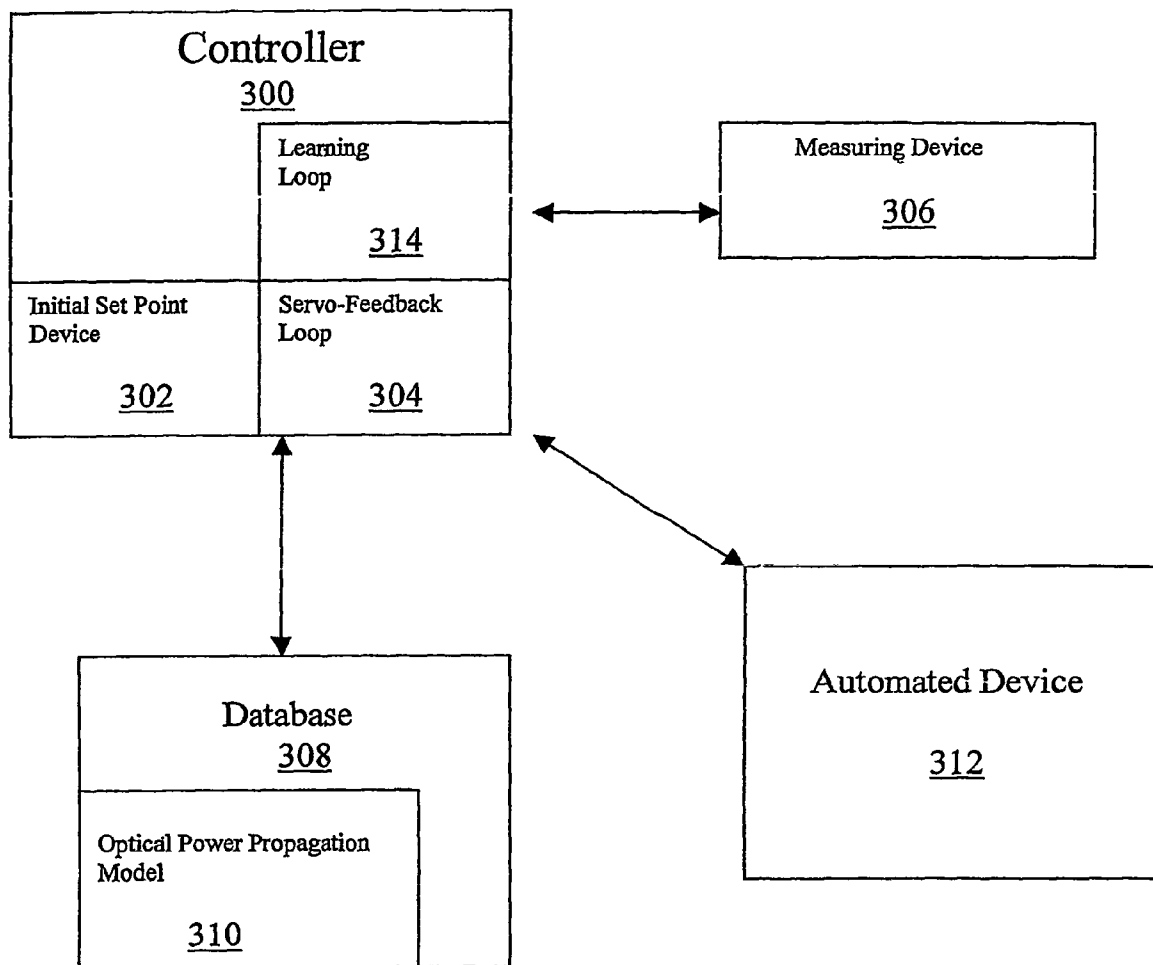 Controller
300
Learning
Loop
314
Measuring Device
306
Initial Set Point
Device
302
Servo-Feedback
Loop
304
Database
308
Optical Power Propagation
Model
310
Automated Device
312